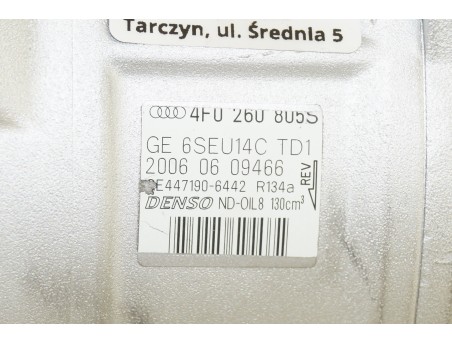 Tarczyn, ul. Średnia 5
4F0 260 805S
GE 6SEU14C TD1
2006 06 09466
E447190-6442 R134a
REV
DENSO ND-OIL8 130cm³